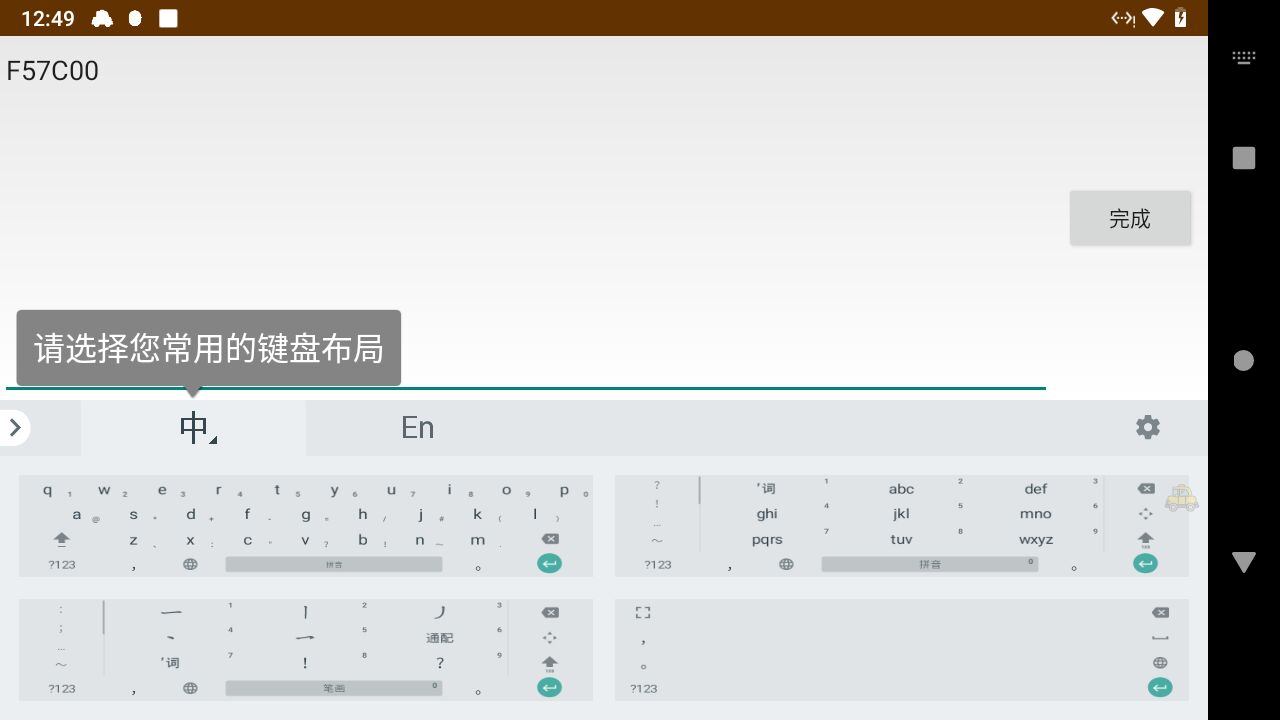 12:49
F57C00
完成
请选择您常用的键盘布局
中 En
q 1 w 2 e 3 r 4 t 5 y 6 u 7 i 8 o 9 p 0
a @ s * d + f - g = h / j # k ( l )
z 、 x : c " v ? b ! n ~ m .
?123 , 拼音 。
? '词 1 abc 2 def 3
! ghi 4 jkl 5 mno 6
... pqrs 7 tuv 8 wxyz 9
~
?123 , 拼音 0 。
: 一 1 丨 2 丿 3
; 丶 4 乛 5 通配 6
... '词 7 ! 8 ? 9
~
?123 , 笔画 0 。
,
。
?123